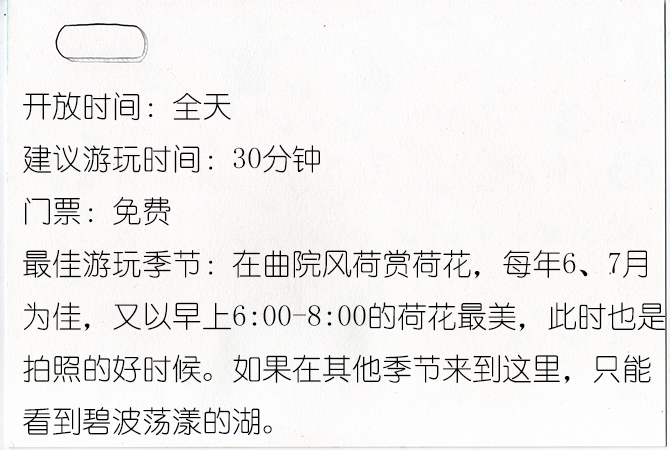 开放时间：全天
建议游玩时间：30分钟
门票：免费
最佳游玩季节：在曲院风荷赏荷花，每年6、7月
为佳，又以早上6:00-8:00的荷花最美，此时也是
拍照的好时候。如果在其他季节来到这里，只能
看到碧波荡漾的湖。